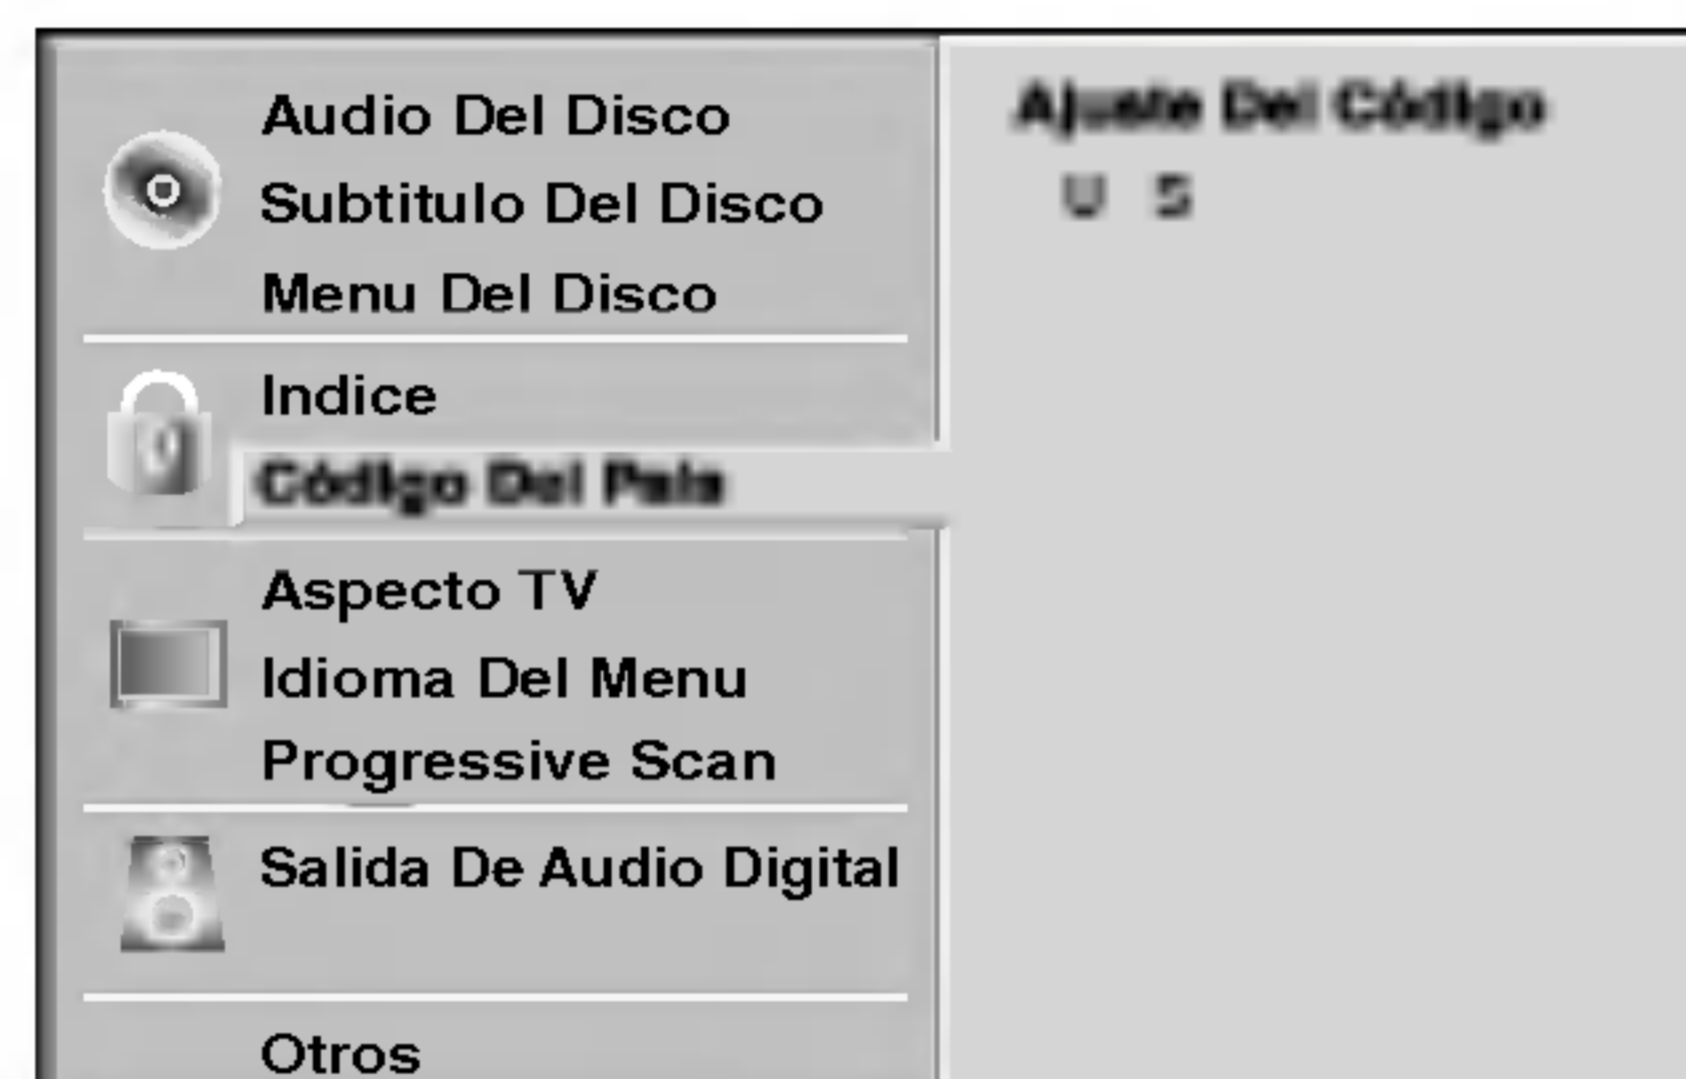 Audio Del Disco
Subtitulo Del Disco
Menu Del Disco
Indice
Código Del Pais
Aspecto TV
Idioma Del Menu
Progressive Scan
Salida De Audio Digital
Otros
Ajuste Del Código
U S